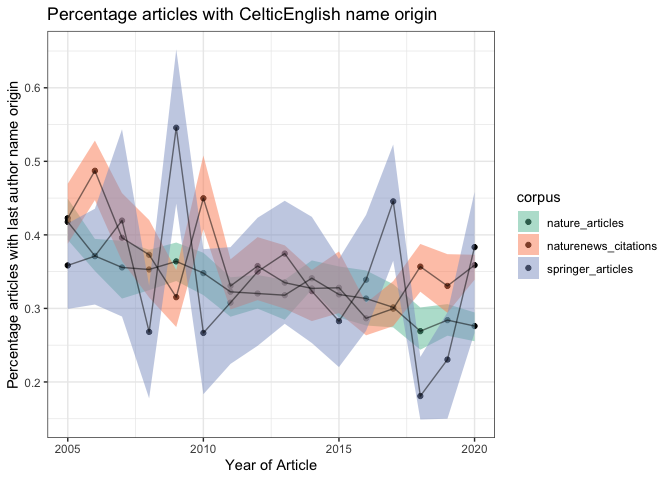 Percentage articles with CelticEnglish name origin
Percentage articles with last author name origin
0.6
0.5
0.4
0.3
0.2
2005
2010
2015
2020
Year of Article
corpus
nature_articles
naturenews_citations
springer_articles